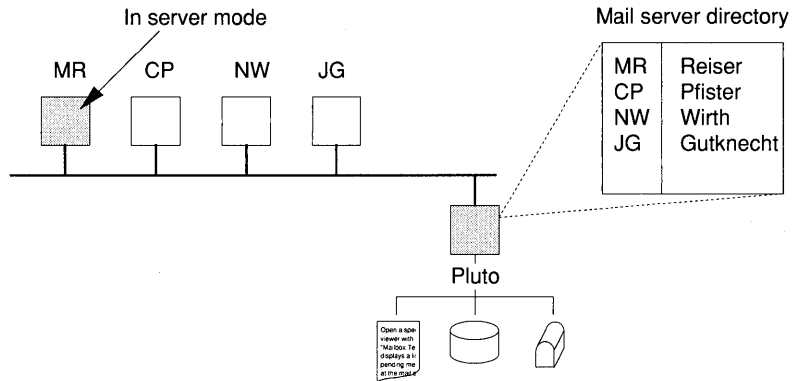 In server mode
Mail server directory
MR CP NW JG
MR Reiser
CP Pfister
NW Wirth
JG Gutknecht
Pluto
Open a spe
viewer with
"Mailbox.Te
displays a
pending me
at the mail